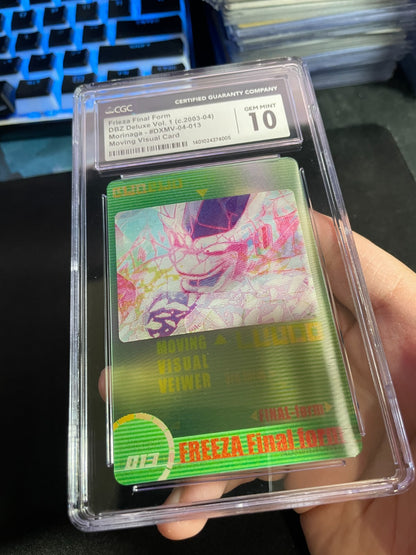 CGC
CERTIFIED GUARANTY COMPANY
Frieza Final Form
DBZ Deluxe Vol. 1 (c.2003-04)
Morinaga - #DXMV-04-013
Moving Visual Card
GEM MINT
10
1401024374005
MOVING
VISUAL
VEIWER
FINAL-form
013
FREEZA Final form